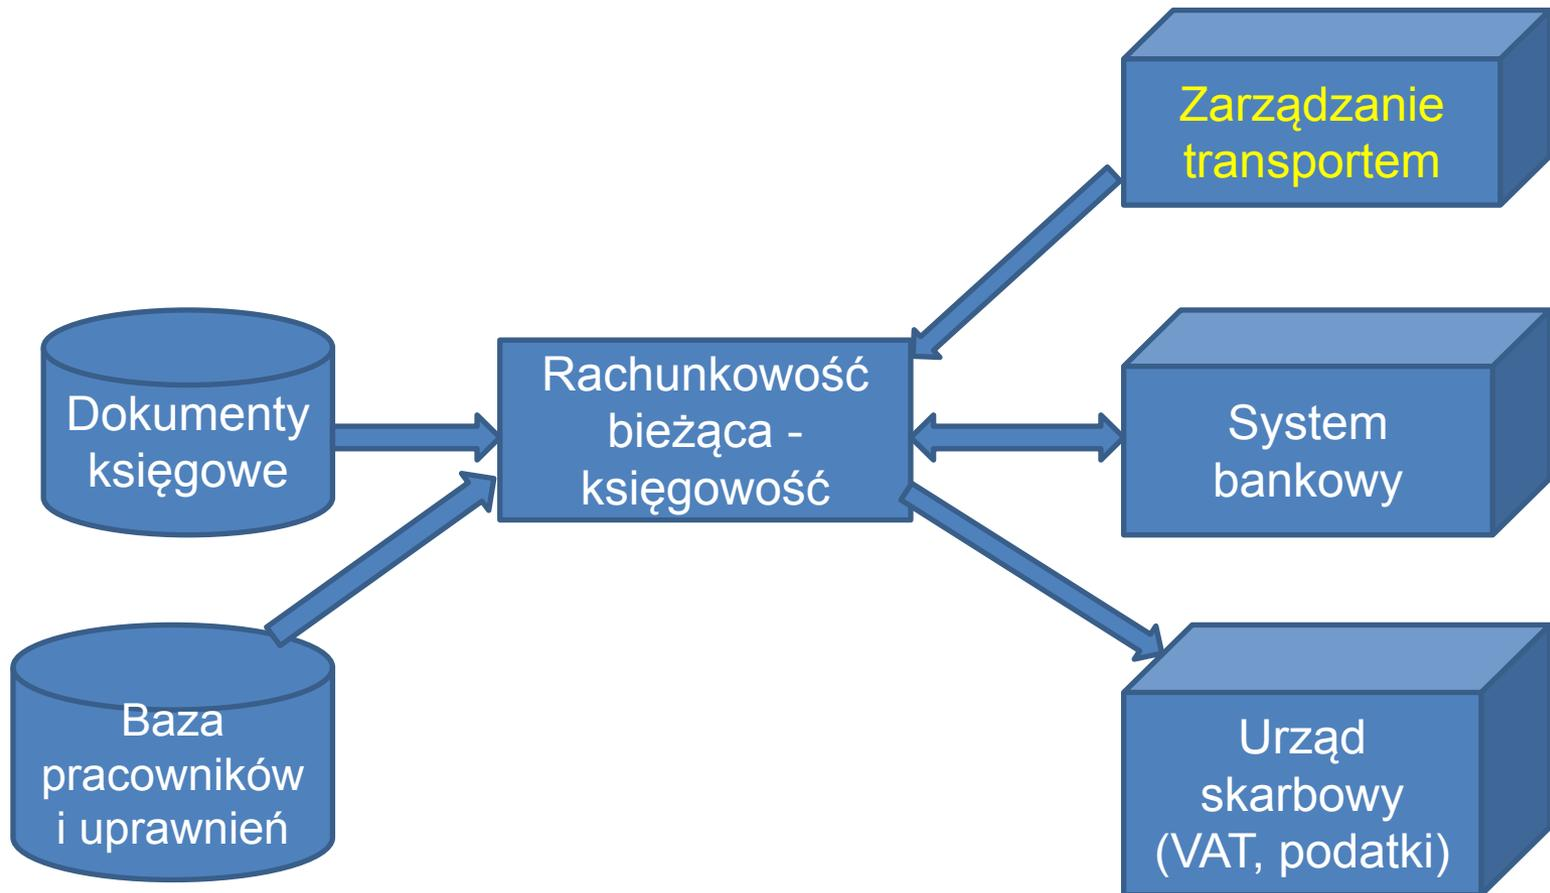 Zarządzanie
transportem
Dokumenty
księgowe
Rachunkowość
bieżąca -
księgowość
System
bankowy
Baza
pracowników
i uprawnień
Urząd
skarbowy
(VAT, podatki)